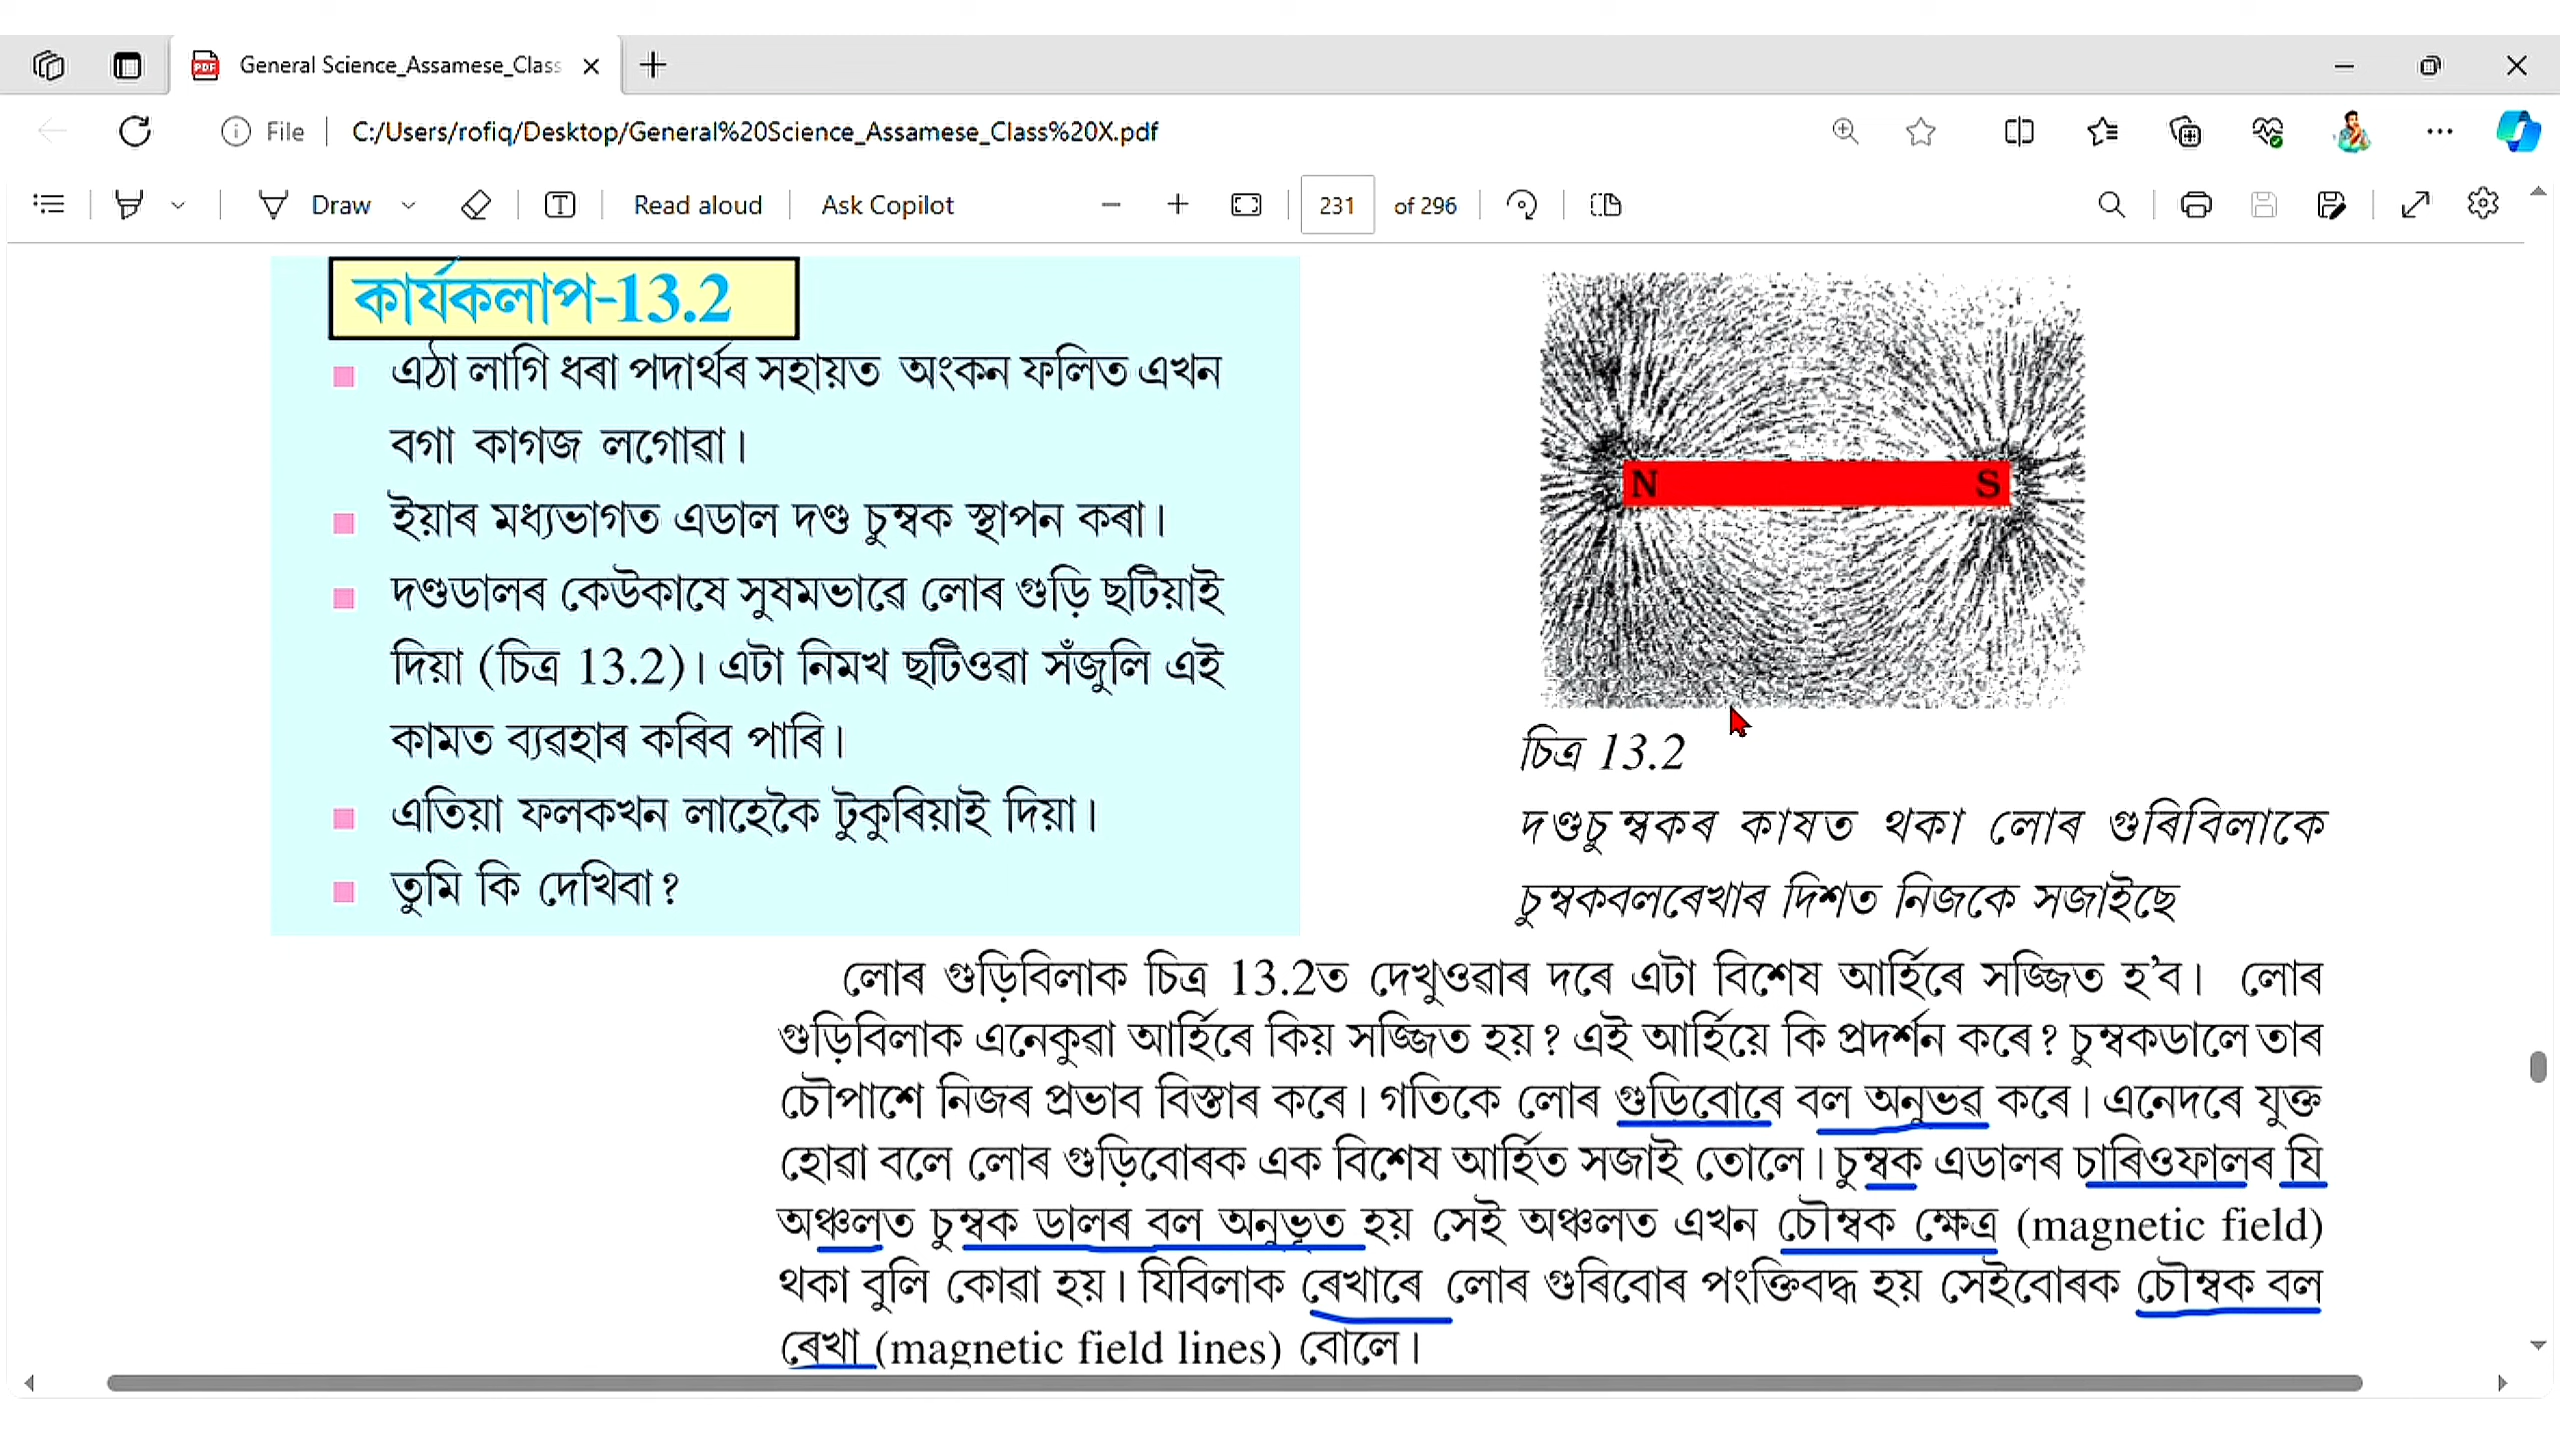 General Science_Assamese_Class
File
C:/Users/rofiq/Desktop/General%20Science_Assamese_Class%20X.pdf
Draw
Read aloud
Ask Copilot
231 of 296
কাৰ্যকলাপ-13.2
এঠা লাগি ধৰা পদাৰ্থৰ সহায়ত অংকন ফলিত এখন
বগা কাগজ লগোৱা।
ইয়াৰ মধ্যভাগত এডাল দণ্ড চুম্বক স্থাপন কৰা।
দণ্ডডালৰ কেউকাষে সুষমভাৱে লোৰ গুড়ি ছটিয়াই
দিয়া (চিত্ৰ 13.2)। এটা নিমখ ছটিওৱা সঁজুলি এই
কামত ব্যৱহাৰ কৰিব পাৰি।
এতিয়া ফলকখন লাহেকৈ টুকুৰিয়াই দিয়া।
তুমি কি দেখিবা?
N S
চিত্ৰ 13.2
দণ্ডচুম্বকৰ কাষত থকা লোৰ গুৰিবিলাকে
চুম্বকবলৰেখাৰ দিশত নিজকে সজাইছে
লোৰ গুড়িবিলাক চিত্ৰ 13.2ত দেখুওৱাৰ দৰে এটা বিশেষ আৰ্হিৰে সজ্জিত হ’ব। লোৰ
গুড়িবিলাক এনেকুৱা আৰ্হিৰে কিয় সজ্জিত হয়? এই আৰ্হিয়ে কি প্ৰদৰ্শন কৰে? চুম্বকডালে তাৰ
চৌপাশে নিজৰ প্ৰভাব বিস্তাৰ কৰে। গতিকে লোৰ গুড়িবোৰে বল অনুভৱ কৰে। এনেদৰে যুক্ত
হোৱা বলে লোৰ গুড়িবোৰক এক বিশেষ আৰ্হিত সজাই তোলে। চুম্বক এডালৰ চাৰিওফালৰ যি
অঞ্চলত চুম্বক ডালৰ বল অনুভূত হয় সেই অঞ্চলত এখন চৌম্বক ক্ষেত্ৰ (magnetic field)
থকা বুলি কোৱা হয়। যিবিলাক ৰেখাৰে লোৰ গুৰিবোৰ পংক্তিবদ্ধ হয় সেইবোৰক চৌম্বক বল
ৰেখা (magnetic field lines) বোলে।